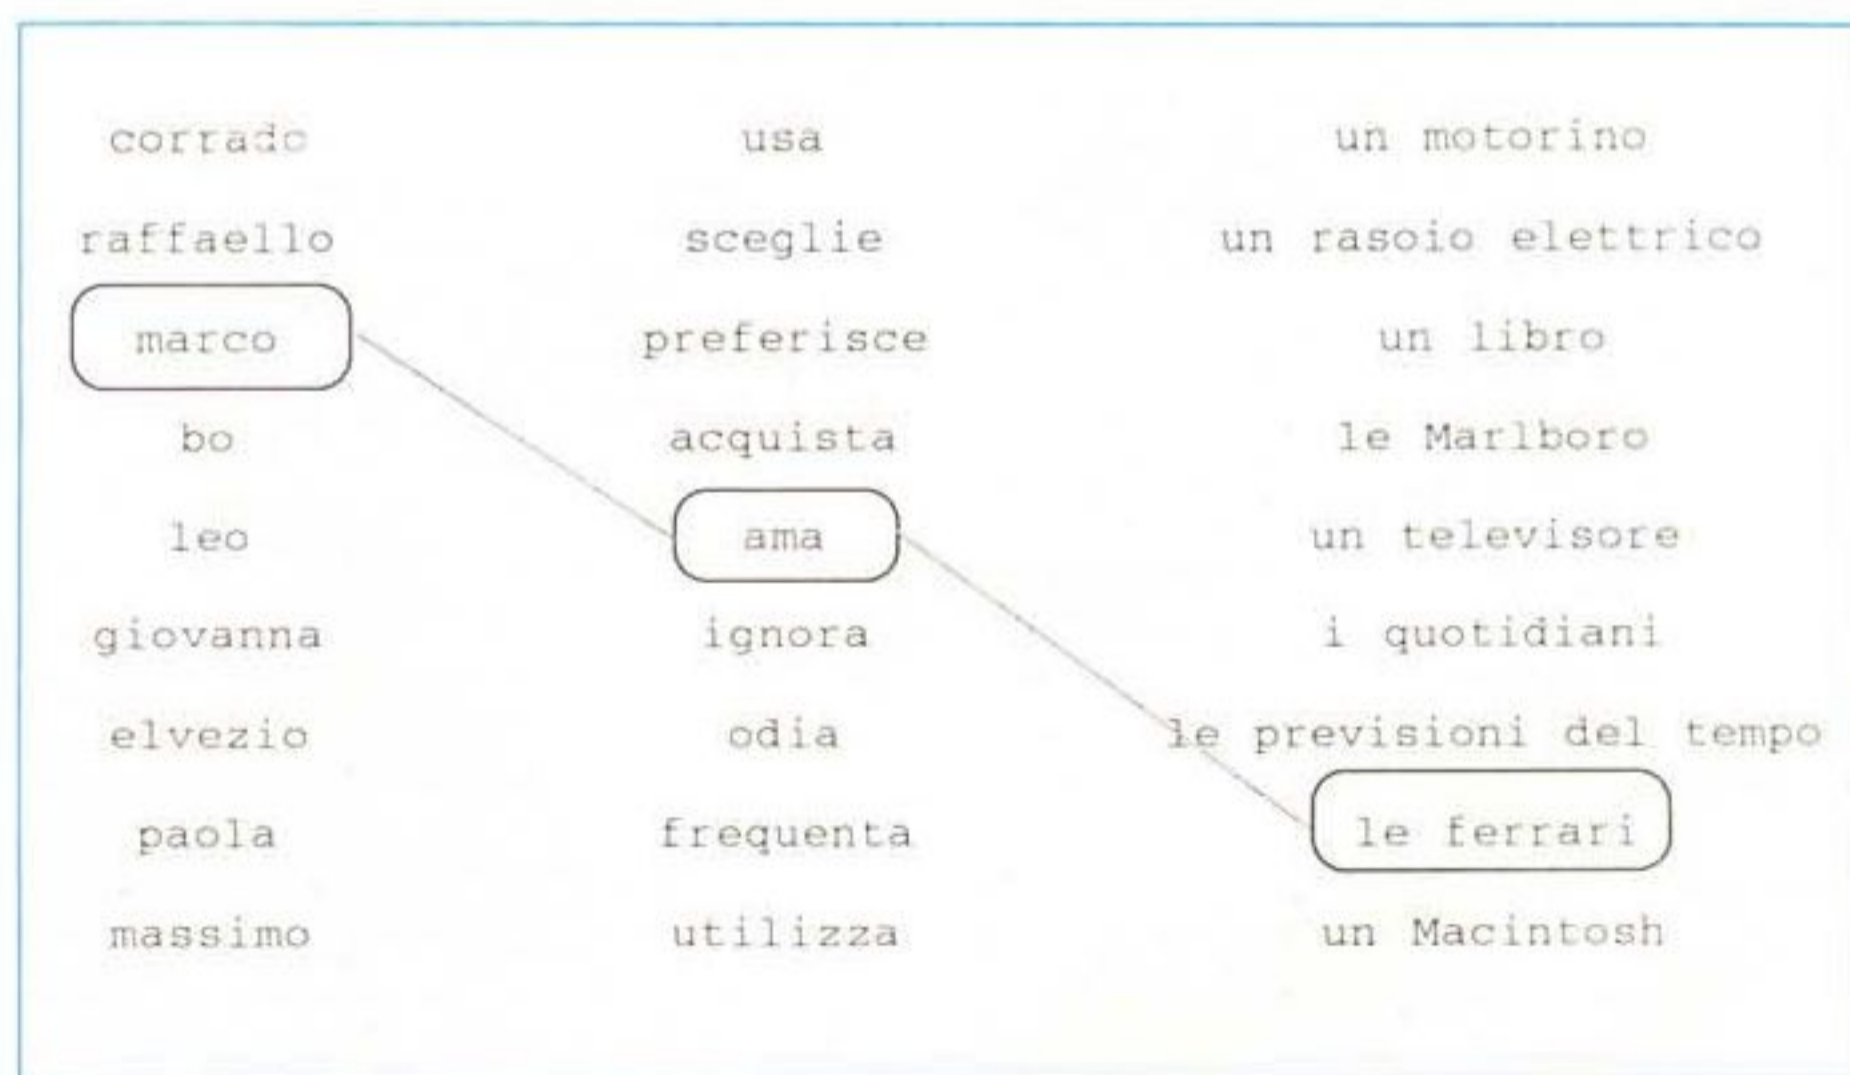 corrado usa un motorino
raffaello sceglie un rasoio elettrico
marco preferisce un libro
bo acquista le Marlboro
leo ama un televisore
giovanna ignora i quotidiani
elvezio odia le previsioni del tempo
paola frequenta le ferrari
massimo utilizza un Macintosh